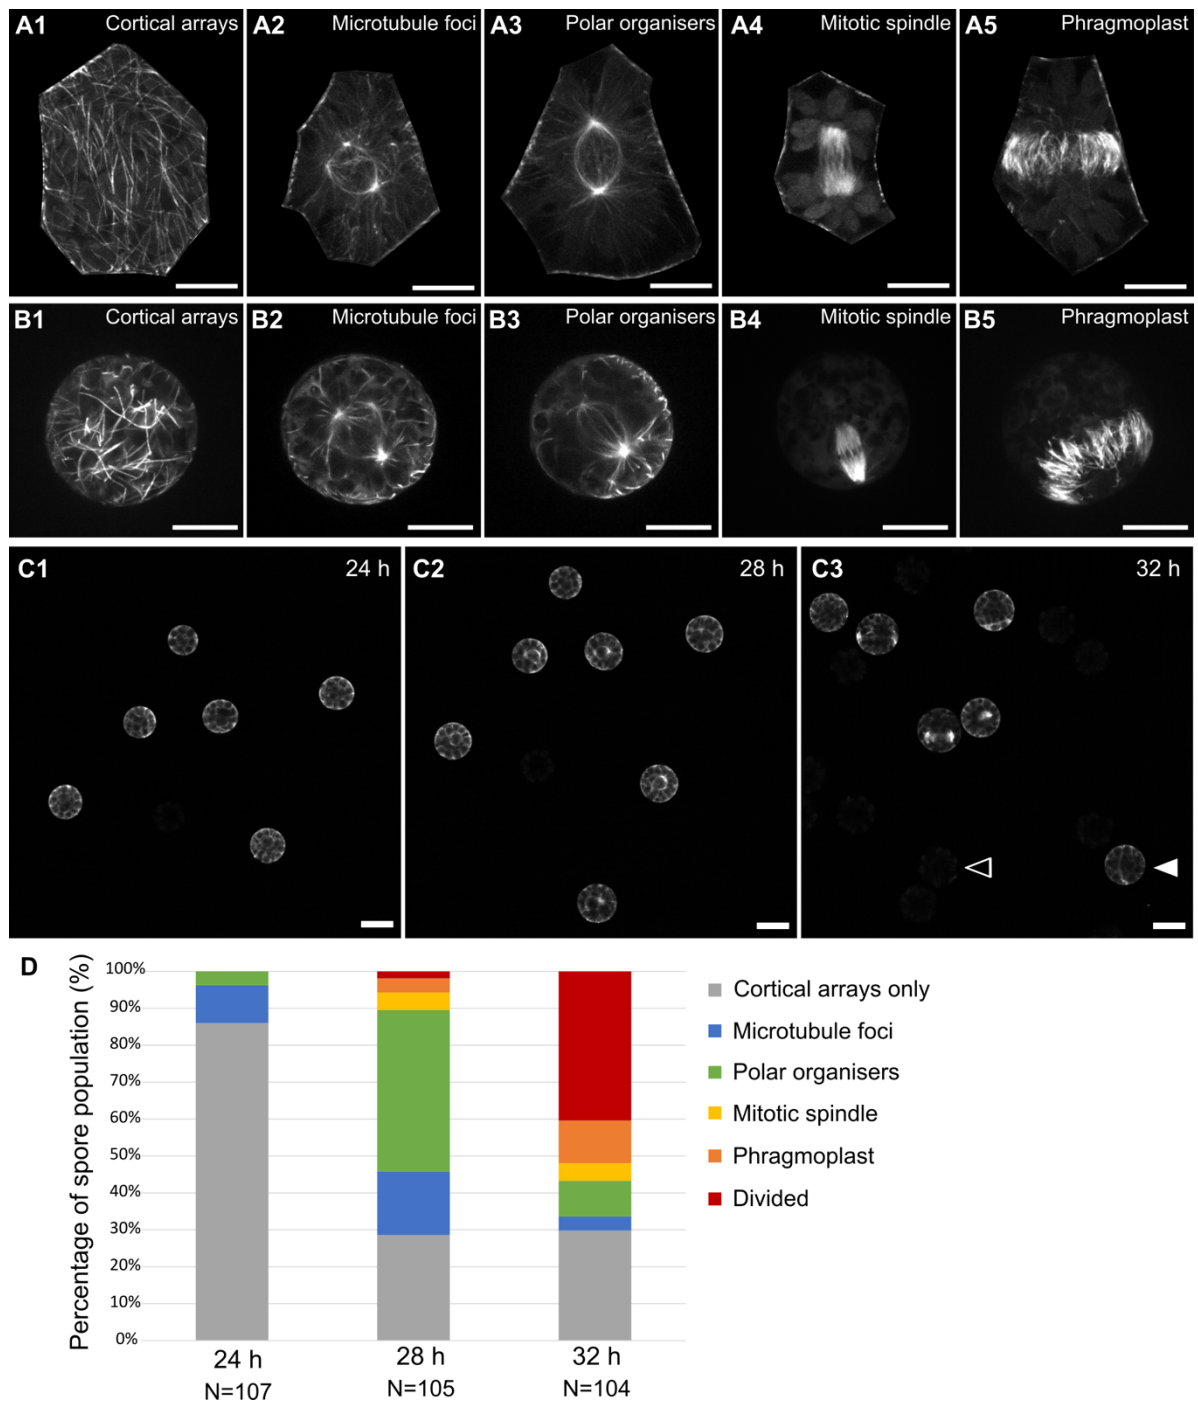 A1 Cortical arrays
A2 Microtubule foci
A3 Polar organisers
A4 Mitotic spindle
A5 Phragmoplast
B1 Cortical arrays
B2 Microtubule foci
B3 Polar organisers
B4 Mitotic spindle
B5 Phragmoplast
C1 24 h
C2 28 h
C3 32 h
D
Percentage of spore population (%)
100%
90%
80%
70%
60%
50%
40%
30%
20%
10%
0%
24 h
N=107
28 h
N=105
32 h
N=104
Cortical arrays only
Microtubule foci
Polar organisers
Mitotic spindle
Phragmoplast
Divided